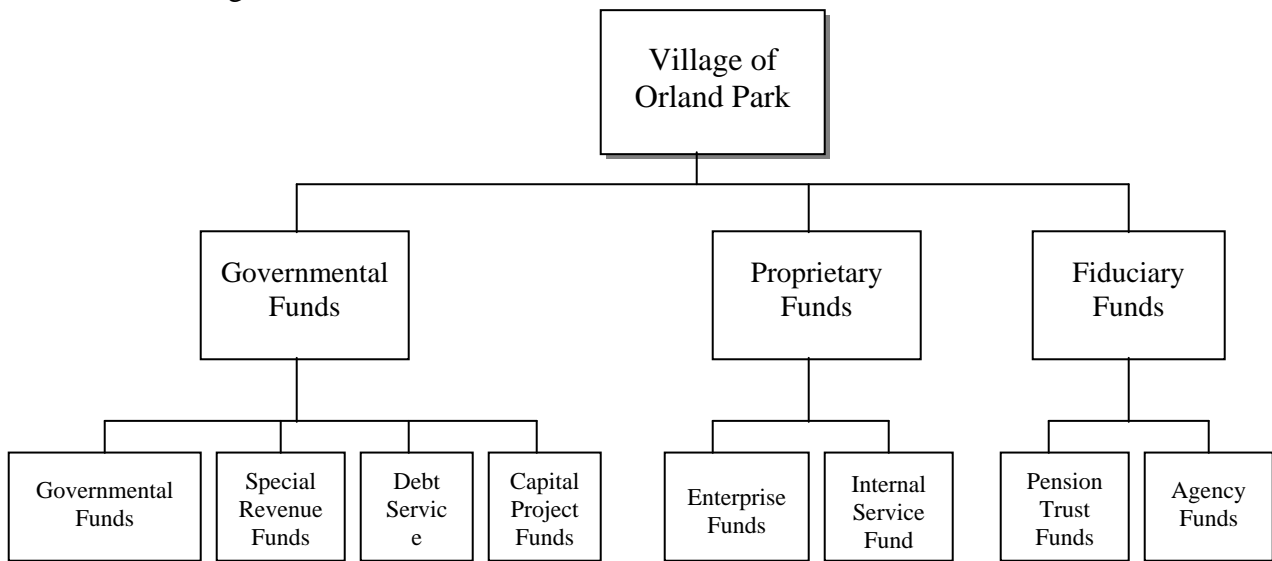 Village of
Orland Park
Governmental
Funds
Proprietary
Funds
Fiduciary
Funds
Governmental
Funds
Special
Revenue
Funds
Debt
Servic
e
Capital
Project
Funds
Enterprise
Funds
Internal
Service
Fund
Pension
Trust
Funds
Agency
Funds